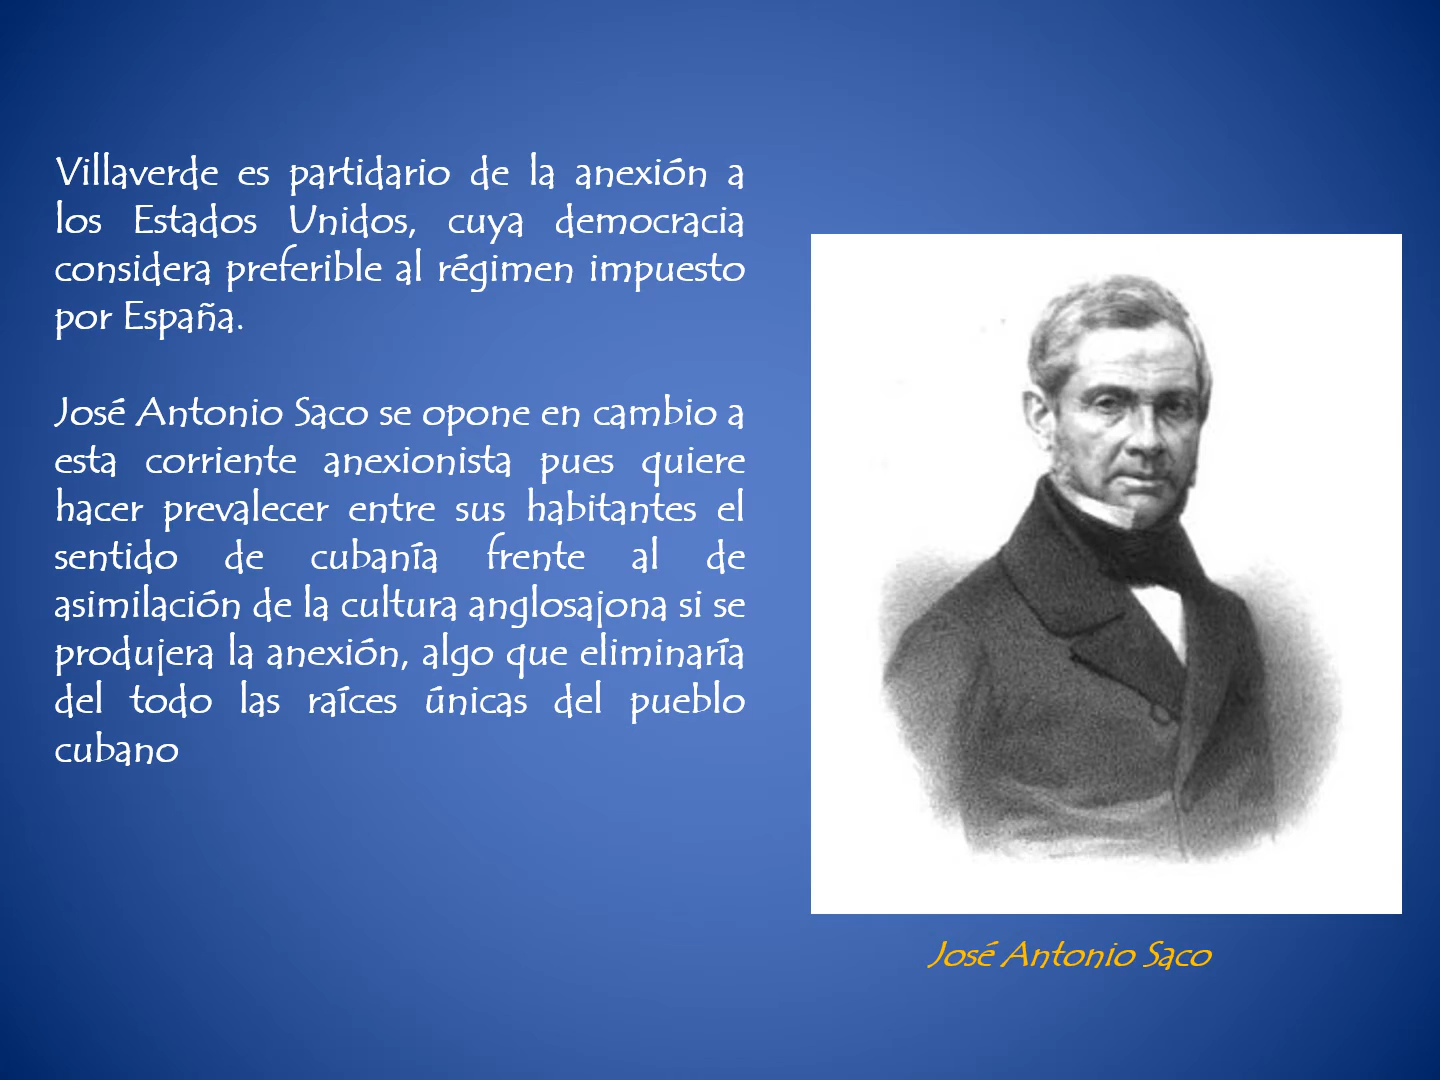 Villaverde es partidario de la anexión a
los Estados Unidos, cuya democracia
considera preferible al régimen impuesto
por España.
José Antonio Saco se opone en cambio a
esta corriente anexionista pues quiere
hacer prevalecer entre sus habitantes el
sentido de cubanía frente al de
asimilación de la cultura anglosajona si se
produjera la anexión, algo que eliminaría
del todo las raíces únicas del pueblo
cubano
José Antonio Saco